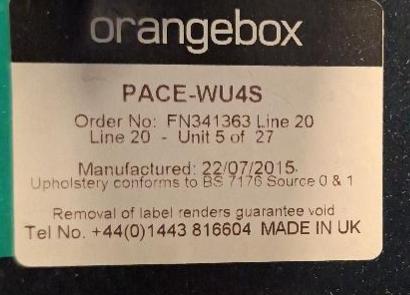 orangebox
PACE-WU4S
Order No: FN341363 Line 20
Line 20 - Unit 5 of 27
Manufactured: 22/07/2015
Upholstery conforms to BS 7176 Source 0 & 1
Removal of label renders guarantee void
Tel No. +44(0)1443 816604 MADE IN UK